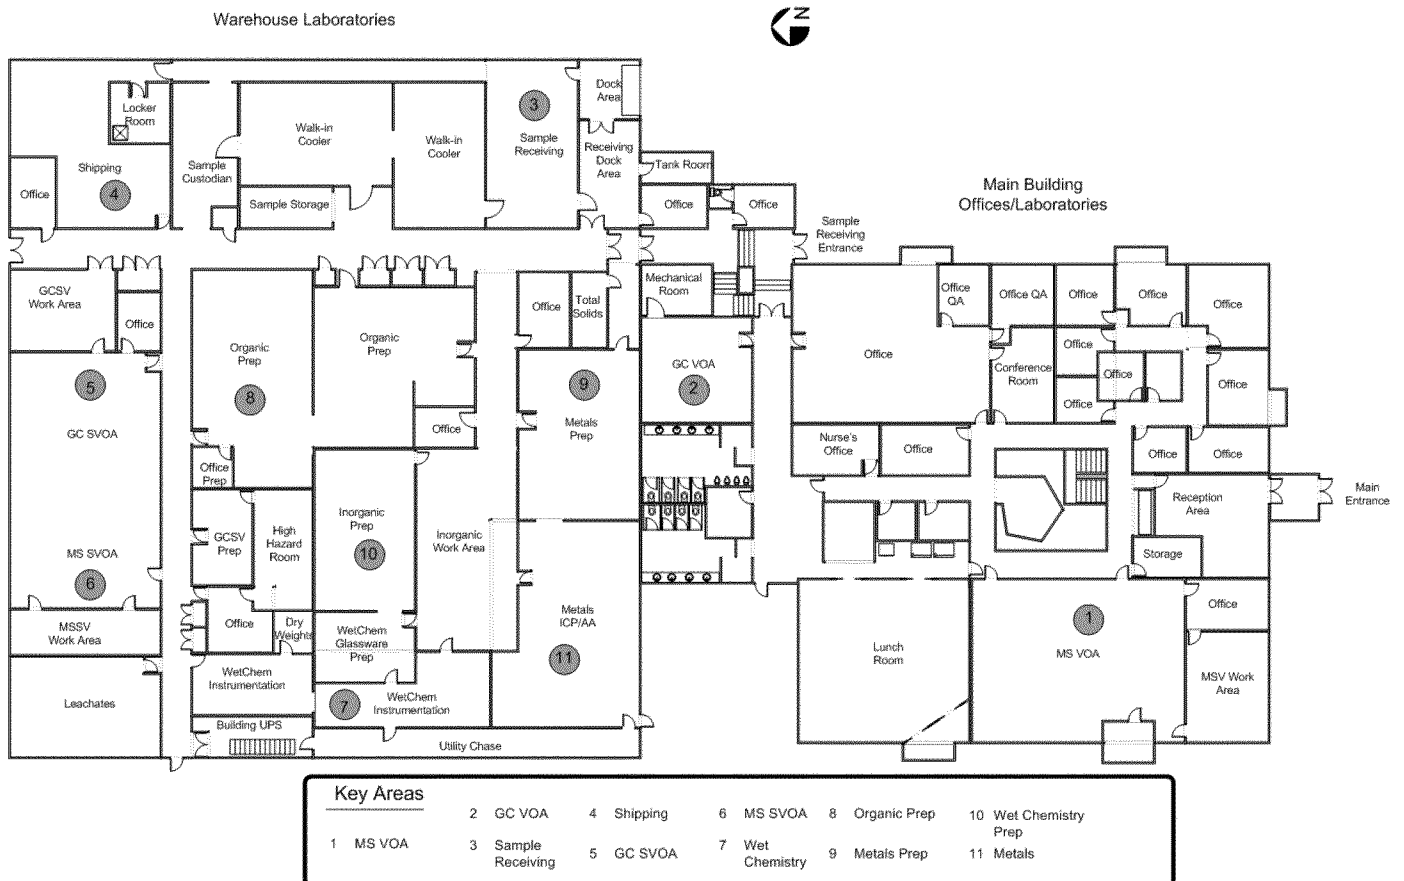 Warehouse Laboratories
N
Locker
Room
Walk-in
Cooler
Walk-in
Cooler
3
Sample
Receiving
Dock
Area
Receiving
Dock
Area
Shipping
4
Office
Sample
Custodian
Sample Storage
Tank Room
Office
Office
Main Building
Offices/Laboratories
Sample
Receiving
Entrance
GCSV
Work Area
Office
Organic
Prep
8
Organic
Prep
Office
Total
Solids
Mechanical
Room
Office
QA
Office QA
Office
Office
Office
5
GC SVOA
Office
9
Metals
Prep
GC VOA
2
Office
Conference
Room
Office
Office
Office
Office
Office
Prep
Nurse's
Office
Office
Office
Office
GCSV
Prep
High
Hazard
Room
Inorganic
Prep
10
Inorganic
Work Area
Reception
Area
Main
Entrance
MS SVOA
6
Storage
MSSV
Work Area
Office
Dry
Weights
WetChem
Glassware
Prep
Metals
ICP/AA
11
Lunch
Room
1
MS VOA
Office
MSV Work
Area
Leachates
WetChem
Instrumentation
7
WetChem
Instrumentation
Building UPS
Utility Chase
Key Areas
1 MS VOA
2 GC VOA
3 Sample
Receiving
4 Shipping
5 GC SVOA
6 MS SVOA
7 Wet
Chemistry
8 Organic Prep
9 Metals Prep
10 Wet Chemistry
Prep
11 Metals